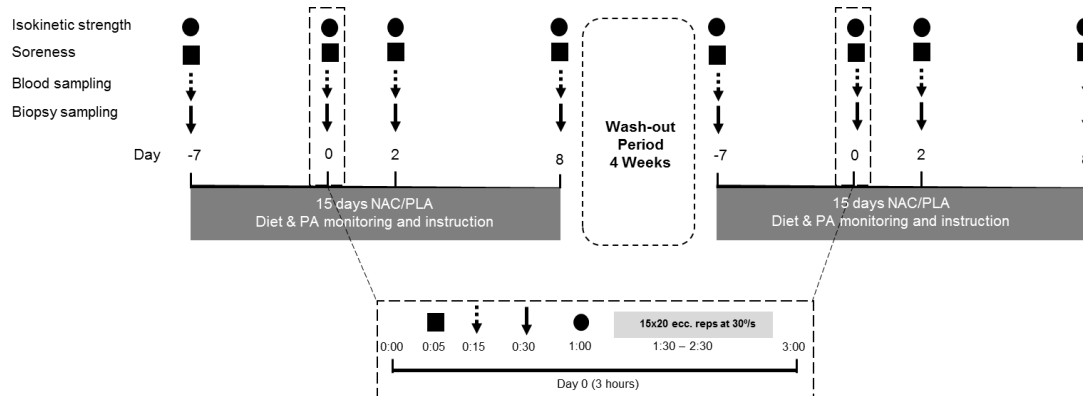 Isokinetic strength
Soreness
Blood sampling
Biopsy sampling
Day -7 0 2 8
Wash-out
Period
4 Weeks
-7 0 2
15 days NAC/PLA
Diet & PA monitoring and instruction
15 days NAC/PLA
Diet & PA monitoring and instruction
15x20 ecc. reps at 30⁰/s
0:00 0:05 0:15 0:30 1:00 1:30 – 2:30 3:00
Day 0 (3 hours)